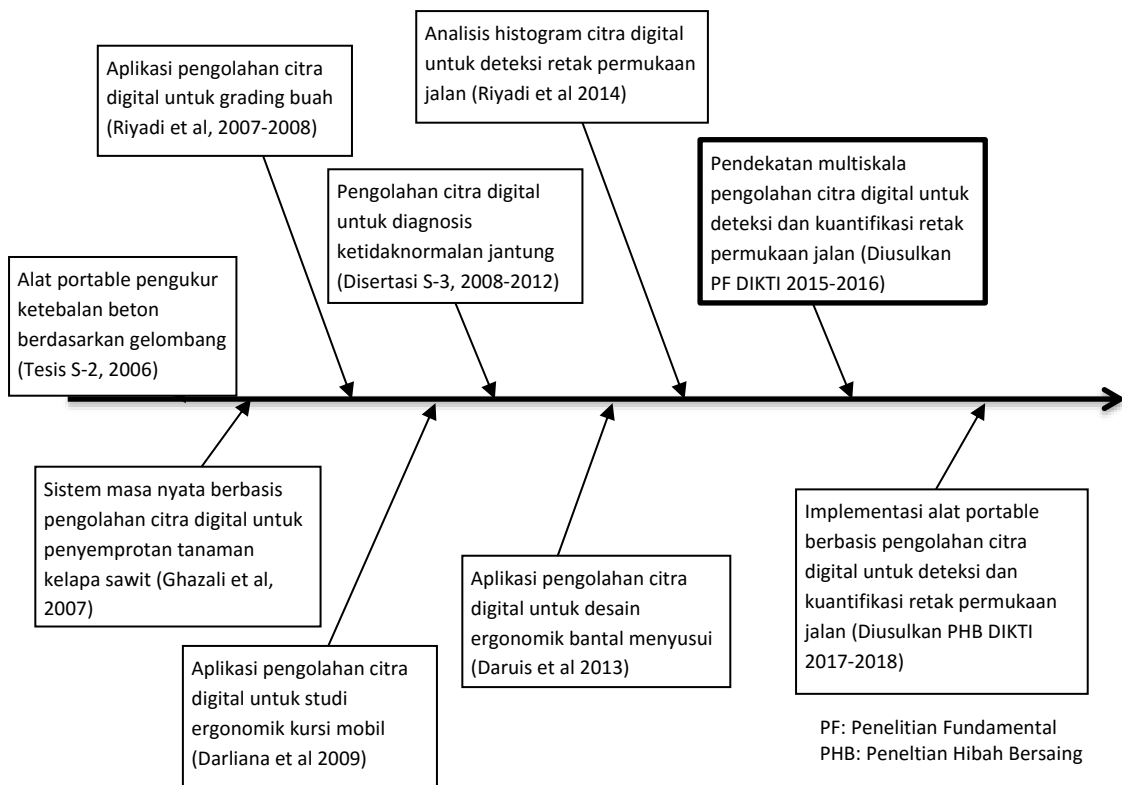 Analisis histogram citra digital
untuk deteksi retak permukaan
jalan (Riyadi et al 2014)
Aplikasi pengolahan citra
digital untuk grading buah
(Riyadi et al, 2007-2008)
Pendekatan multiskala
pengolahan citra digital untuk
deteksi dan kuantifikasi retak
permukaan jalan (Diusulkan
PF DIKTI 2015-2016)
Pengolahan citra digital
untuk diagnosis
ketidaknormalan jantung
(Disertasi S-3, 2008-2012)
Alat portable pengukur
ketebalan beton
berdasarkan gelombang
(Tesis S-2, 2006)
Sistem masa nyata berbasis
pengolahan citra digital untuk
penyemprotan tanaman
kelapa sawit (Ghazali et al,
2007)
Aplikasi pengolahan citra
digital untuk studi
ergonomik kursi mobil
(Darliana et al 2009)
Aplikasi pengolahan citra
digital untuk desain
ergonomik bantal menyusui
(Daruis et al 2013)
Implementasi alat portable
berbasis pengolahan citra
digital untuk deteksi dan
kuantifikasi retak permukaan
jalan (Diusulkan PHB DIKTI
2017-2018)
PF: Penelitian Fundamental
PHB: Peneltian Hibah Bersaing